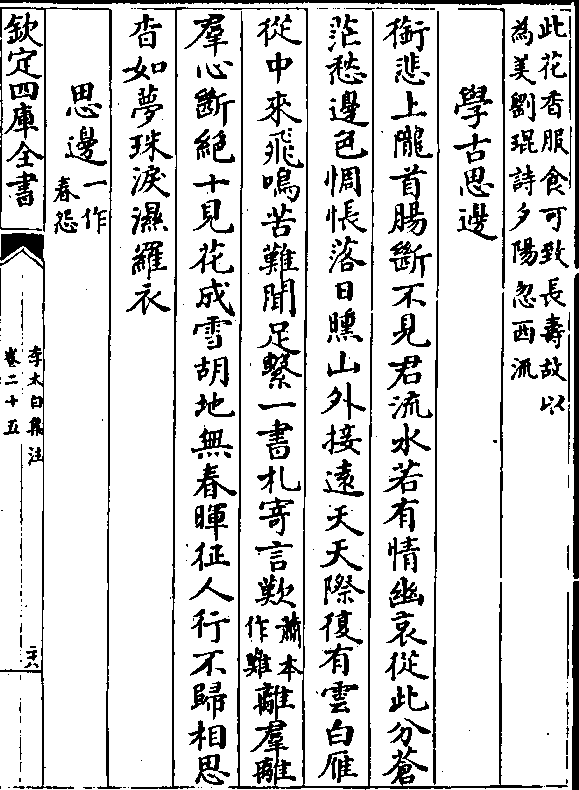 此花香服食可致長壽故以
為美劉琨詩夕陽忽西流
學古思邊
銜悲上隴首腸斷不見君流水若有情幽哀從此分蒼
茫愁邊色惆悵落日曛山外接遠天天際復有雲白雁
從中來飛鳴苦難聞足繫一書札寄言歎蕭本作難離羣離
羣心斷絕十見花成雪胡地無春暉征人行不歸相思
杳如夢珠淚濕羅衣
思邊一作春怨
欽定四庫全書
李太白集注
卷二十五